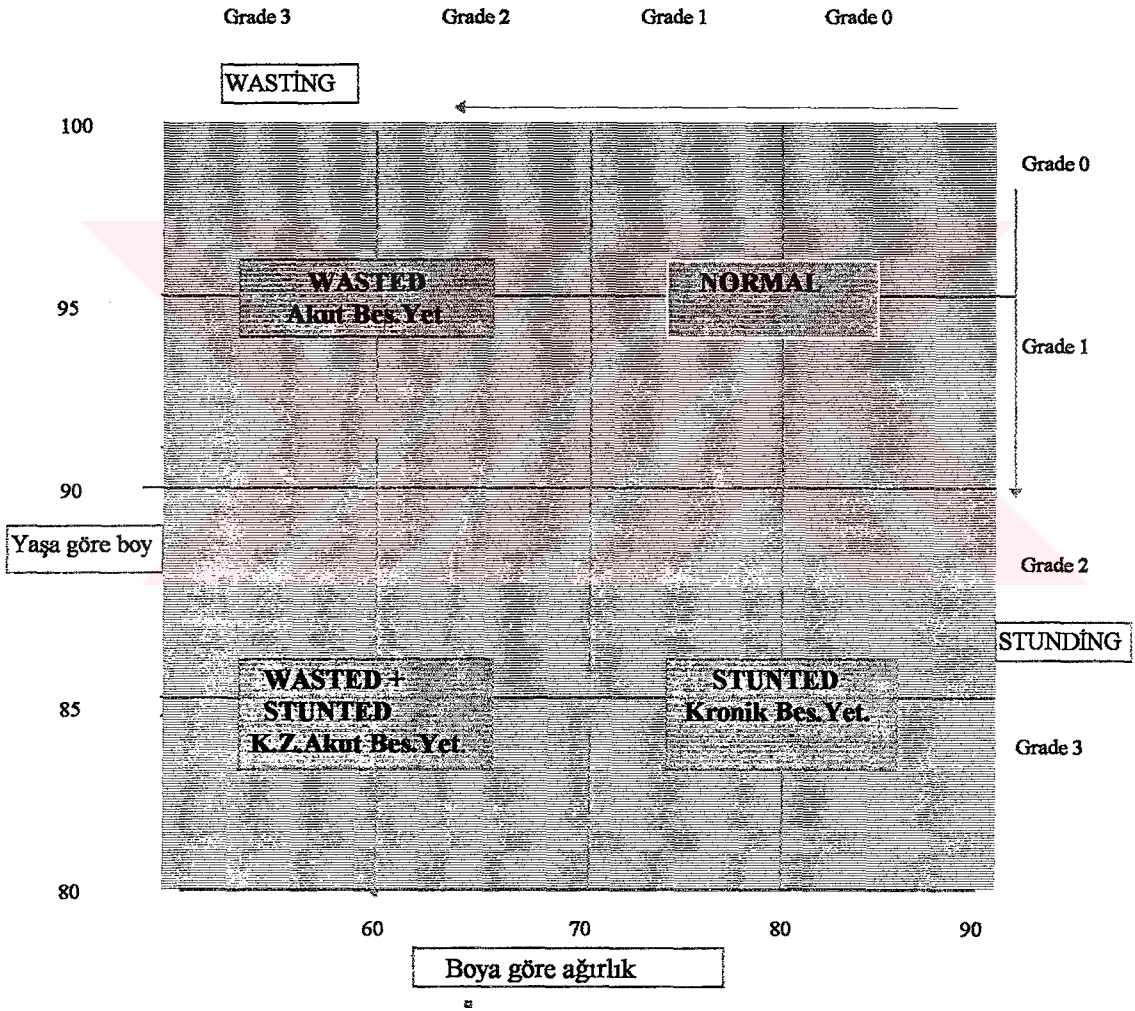 Grade 3 Grade 2 Grade 1 Grade 0
WASTİNG
100
Grade 0
WASTED
Akut Bes.Yet
NORMAL
95
Grade 1
90
Yaşa göre boy
Grade 2
STUNDİNG
WASTED +
STUNTED
K.Z.Akut Bes.Yet.
STUNTED
Kronik Bes.Yet.
85
Grade 3
80
60 70 80 90
Boya göre ağırlık